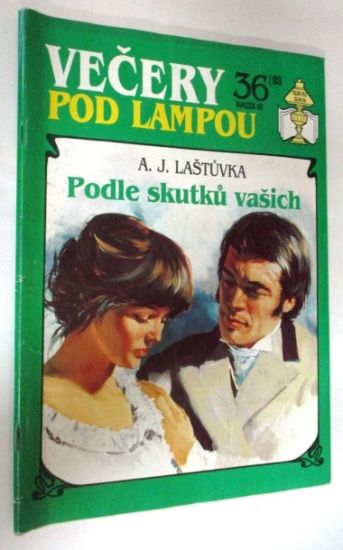 VEČERY
POD LAMPOU
36/93
A. J. LAŠTŮVKA
Podle skutků vašich